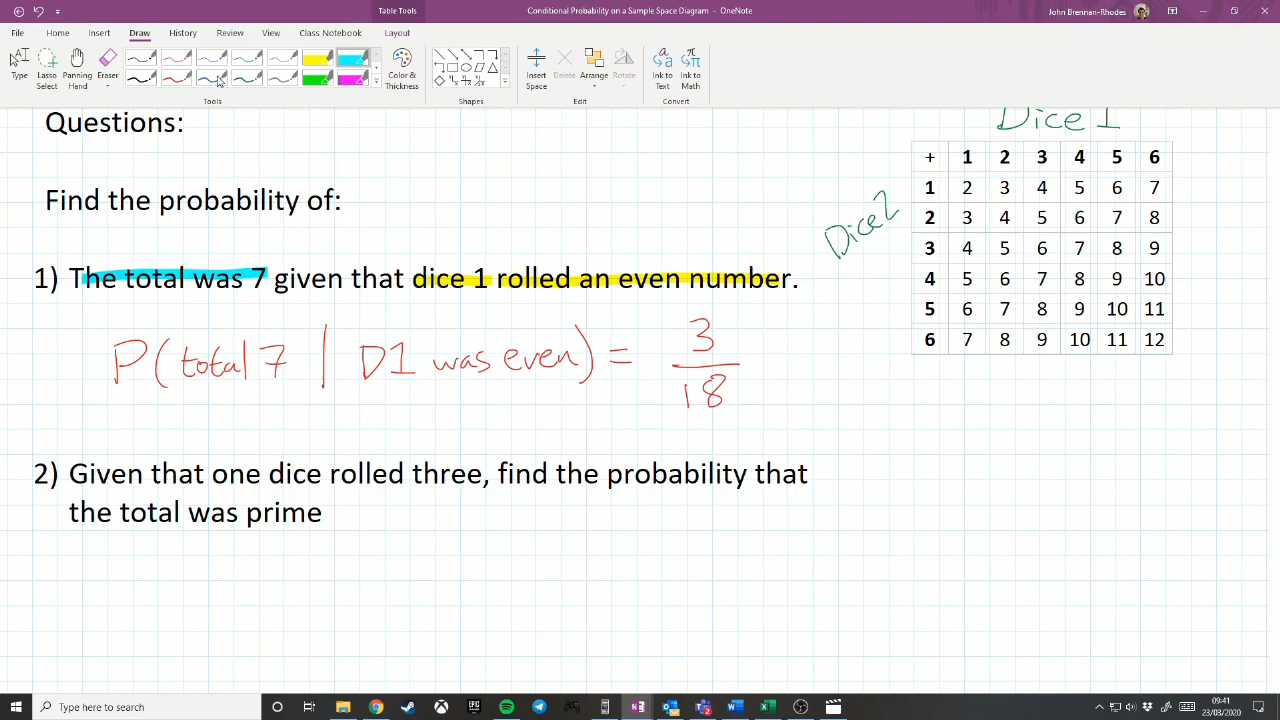 Table Tools
Conditional Probability on a Sample Space Diagram - OneNote
John Brennan-Rhodes
File Home Insert Draw History Review View Class Notebook Layout
Type
Lasso Select
Panning Hand
Eraser
Color & Thickness
Insert Space
Delete
Arrange
Rotate
Ink to Text
Ink to Math
Tools
Shapes
Edit
Convert
Questions:
Find the probability of:
1) The total was 7 given that dice 1 rolled an even number.
P(total 7 | D1 was even) = 3/18
2) Given that one dice rolled three, find the probability that
the total was prime
Dice 1
Dice 2
+ 1 2 3 4 5 6
1 2 3 4 5 6 7
2 3 4 5 6 7 8
3 4 5 6 7 8 9
4 5 6 7 8 9 10
5 6 7 8 9 10 11
6 7 8 9 10 11 12
Type here to search
09:41
23/08/2020